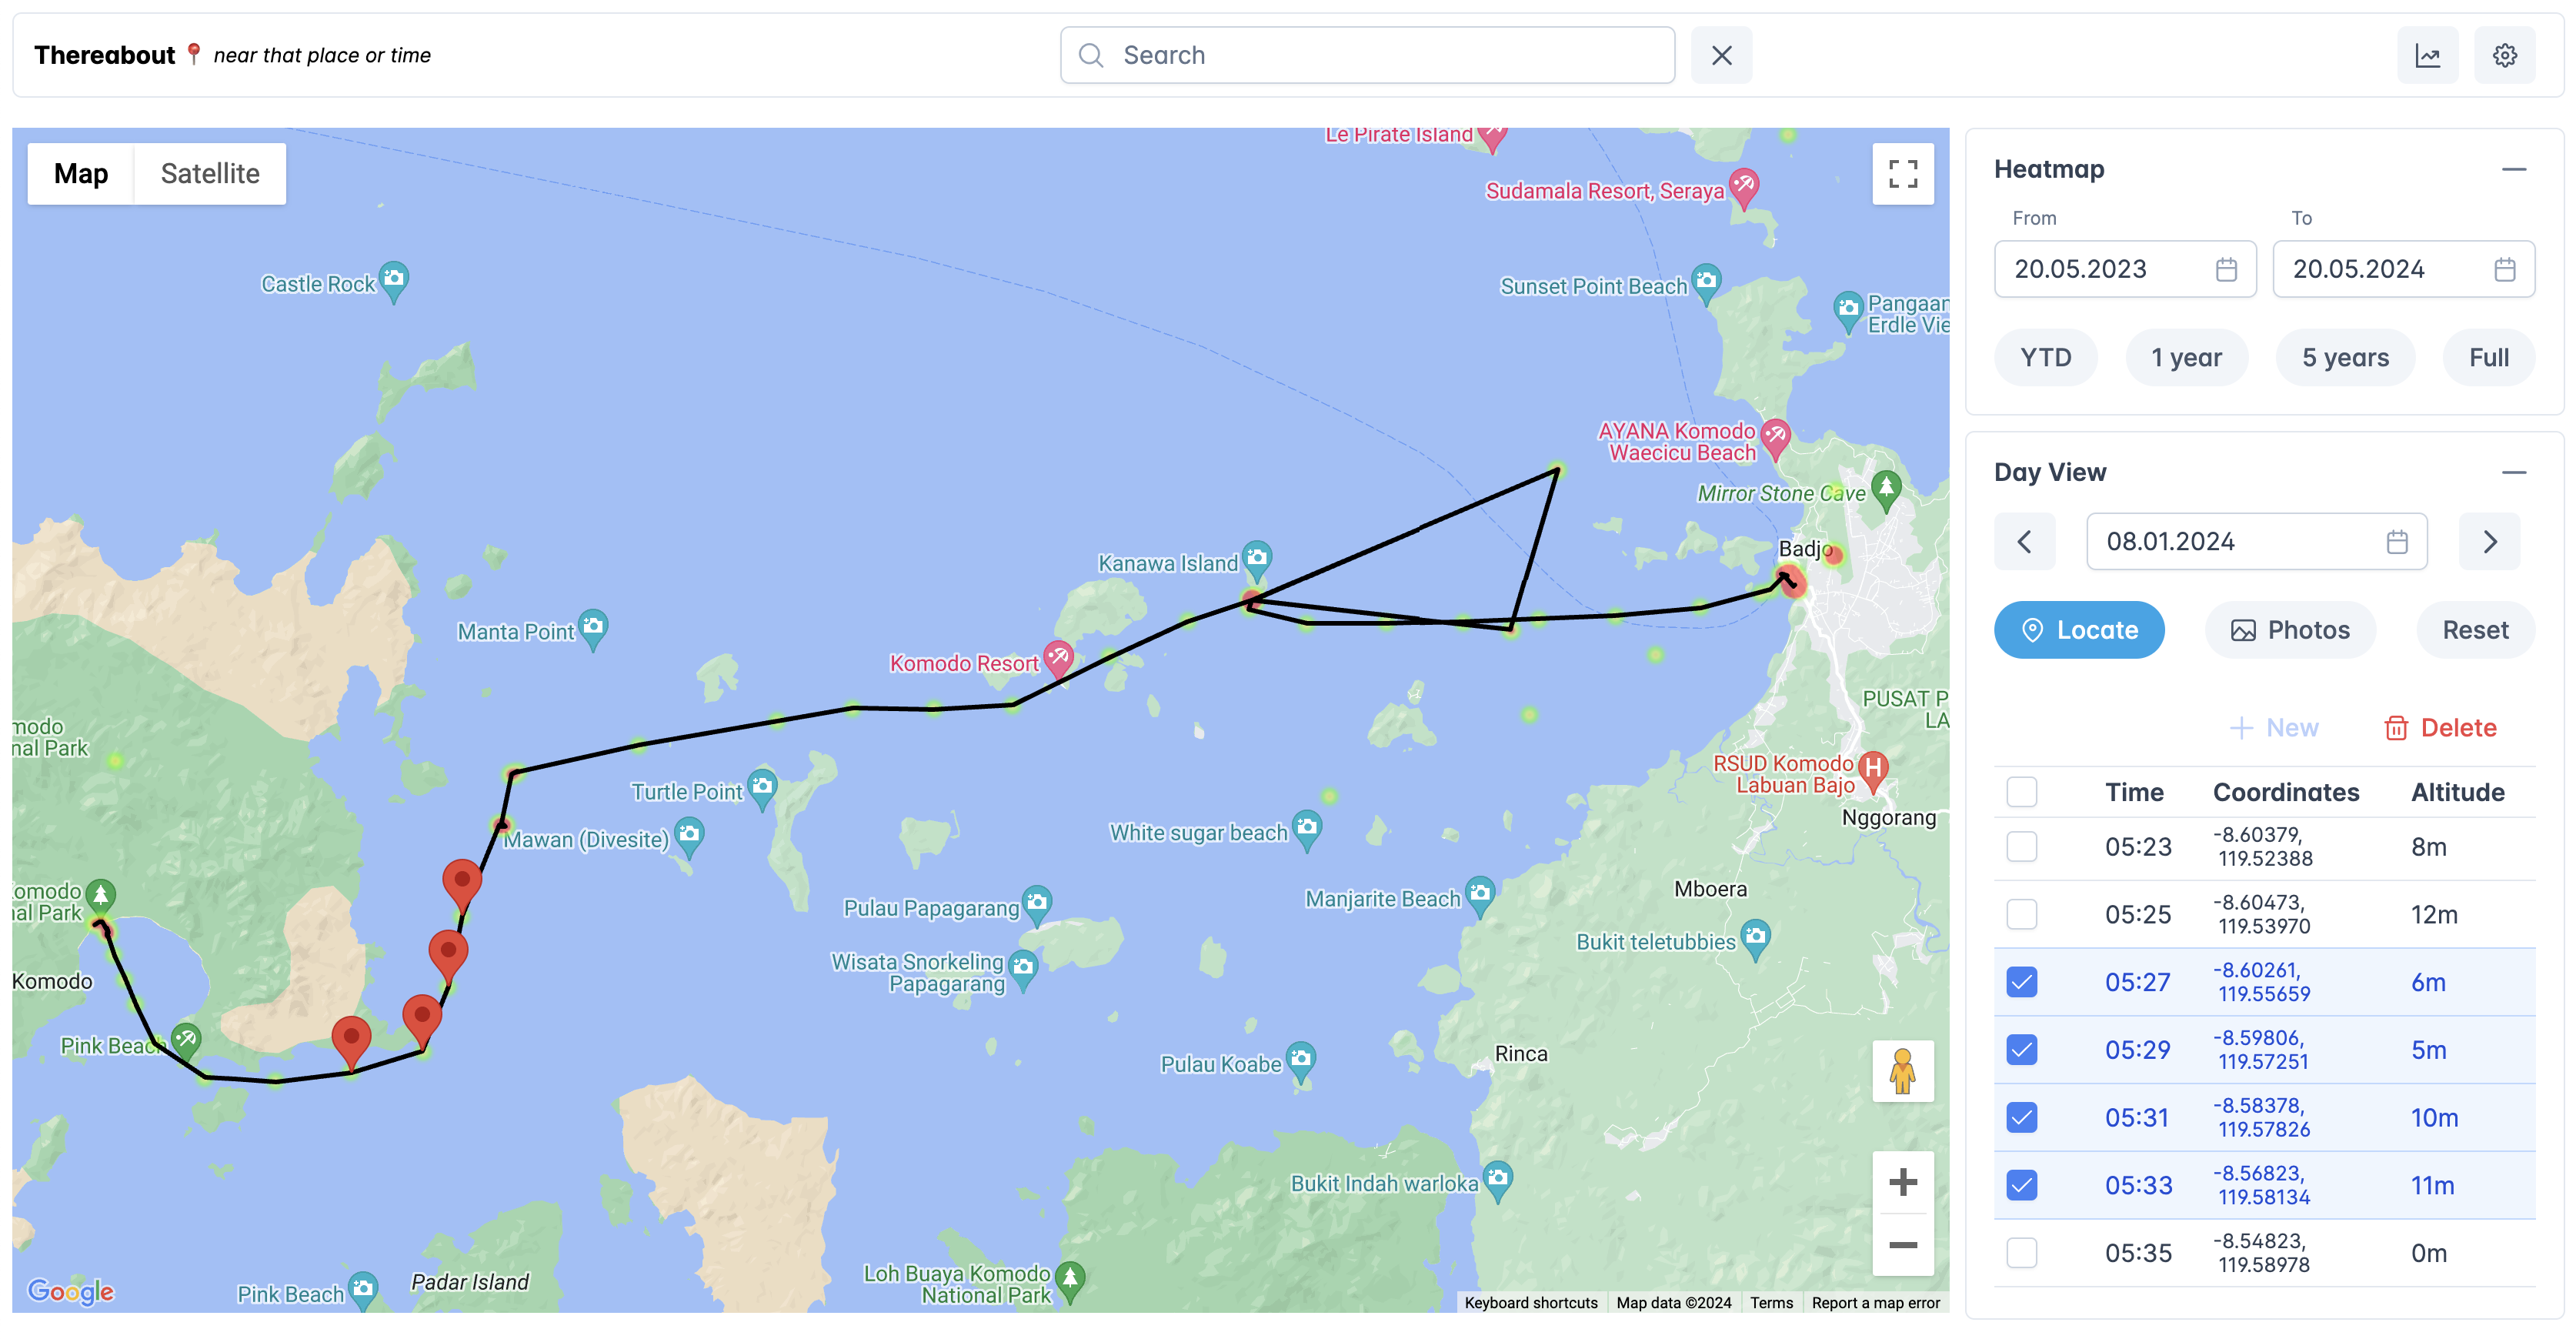 Thereabout near that place or time
Search
Map Satellite
Le Pirate Island
Sudamala Resort, Seraya
Castle Rock
Sunset Point Beach
Pangaan
Erdle Vie
AYANA Komodo
Waecicu Beach
Mirror Stone Cave
Badjo
Kanawa Island
Manta Point
Komodo Resort
PUSAT P
LA
modo
nal Park
Turtle Point
RSUD Komodo
Labuan Bajo
Nggorang
Mawan (Divesite)
White sugar beach
omodo
nal Park
Mboera
Manjarite Beach
Pulau Papagarang
Bukit teletubbies
Wisata Snorkeling
Papagarang
Komodo
Pink Beach
Rinca
Pulau Koabe
Bukit Indah warloka
Loh Buaya Komodo
National Park
Padar Island
Pink Beach
Google
Keyboard shortcuts Map data ©2024 Terms Report a map error
Heatmap
From To
20.05.2023 20.05.2024
YTD 1 year 5 years Full
Day View
08.01.2024
Locate Photos Reset
New Delete
Time Coordinates Altitude
05:23 -8.60379, 8m
119.52388
05:25 -8.60473, 12m
119.53970
05:27 -8.60261, 6m
119.55659
05:29 -8.59806, 5m
119.57251
05:31 -8.58378, 10m
119.57826
05:33 -8.56823, 11m
119.58134
05:35 -8.54823, 0m
119.58978